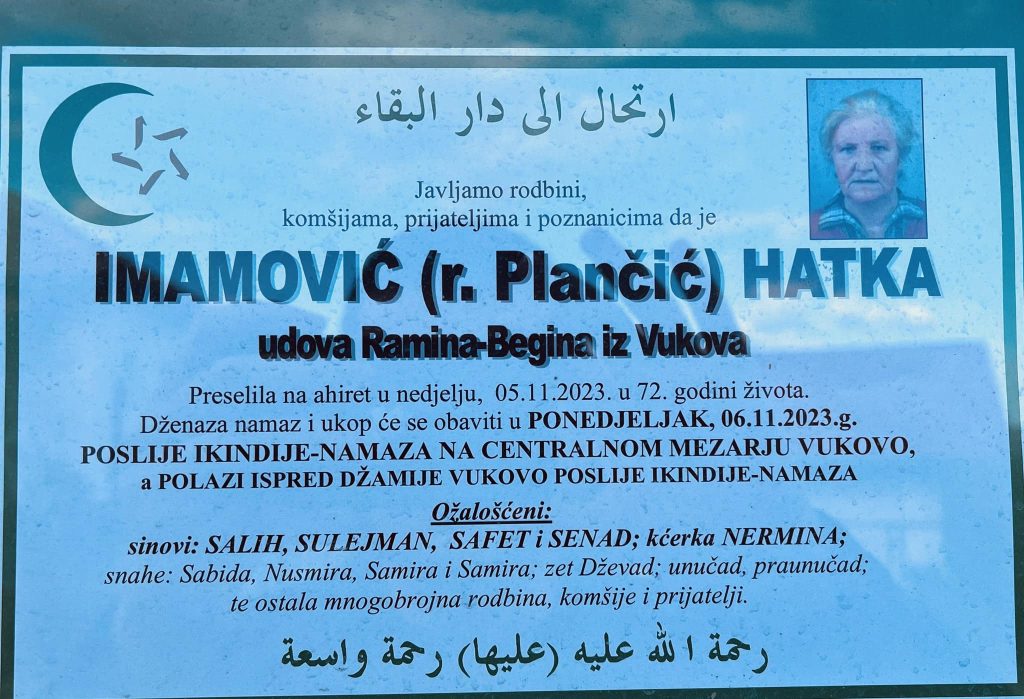 ارتحال الى دار البقاء
Javljamo rodbini,
komšijama, prijateljima i poznanicima da je
IMAMOVIĆ (r. Plančić) HATKA
udova Ramina-Begina iz Vukova
Preselila na ahiret u nedjelju, 05.11.2023. u 72. godini života.
Dženaza namaz i ukop će se obaviti u PONEDJELJAK, 06.11.2023.g.
POSLIJE IKINDIJE-NAMAZA NA CENTRALNOM MEZARJU VUKOVO,
a POLAZI ISPRED DŽAMIJE VUKOVO POSLIJE IKINDIJE-NAMAZA
Ožalošćeni:
sinovi: SALIH, SULEJMAN, SAFET i SENAD; kćerka NERMINA;
snahe: Sabida, Nusmira, Samira i Samira; zet Dževad; unučad, praunučad;
te ostala mnogobrojna rodbina, komšije i prijatelji.
رحمة الله عليه (عليها) رحمة واسعة